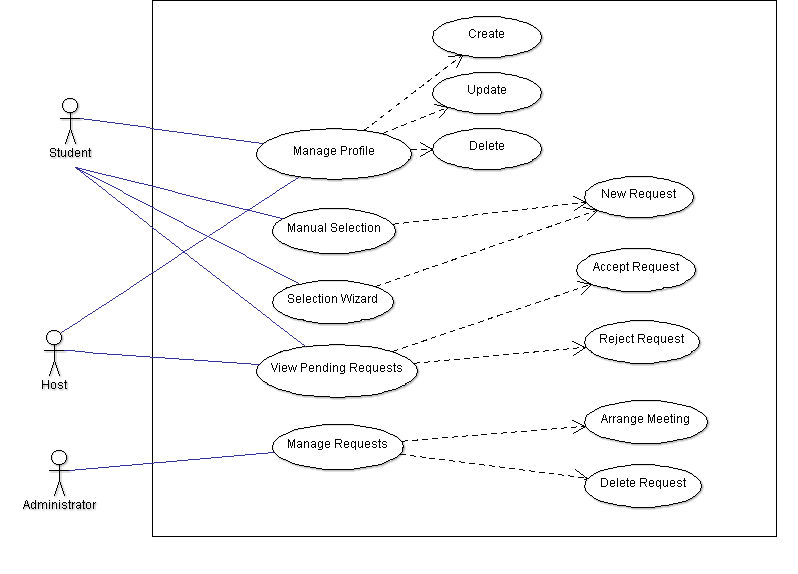 Create
Update
Student
Manage Profile
Delete
New Request
Manual Selection
Accept Request
Selection Wizard
Reject Request
Host
View Pending Requests
Arrange Meeting
Manage Requests
Delete Request
Administrator